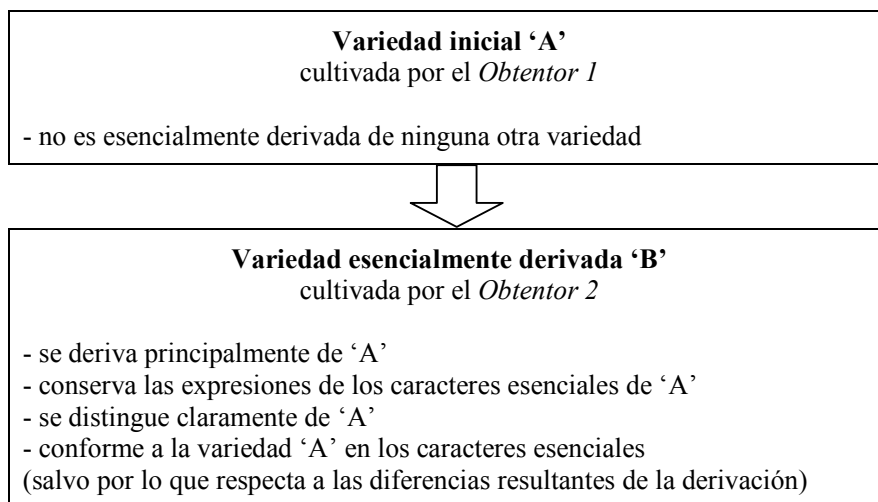 Variedad inicial ‘A’
cultivada por el Obtentor 1
- no es esencialmente derivada de ninguna otra variedad
Variedad esencialmente derivada ‘B’
cultivada por el Obtentor 2
- se deriva principalmente de ‘A’
- conserva las expresiones de los caracteres esenciales de ‘A’
- se distingue claramente de ‘A’
- conforme a la variedad ‘A’ en los caracteres esenciales
(salvo por lo que respecta a las diferencias resultantes de la derivación)